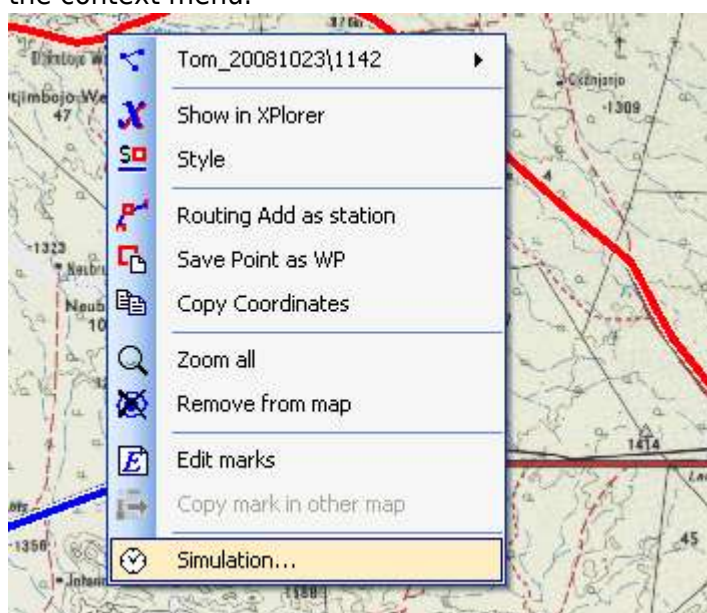 the context menu.
Tom_20081023\1142
Show in XPlorer
-1309
47
Style
4
Routing Add as station
-1323
Save Point as WP
Copy Coordinates
10
Zoom all
Remove from map
1414
Edit marks
Copy mark in other map
45
-1356
Simulation...